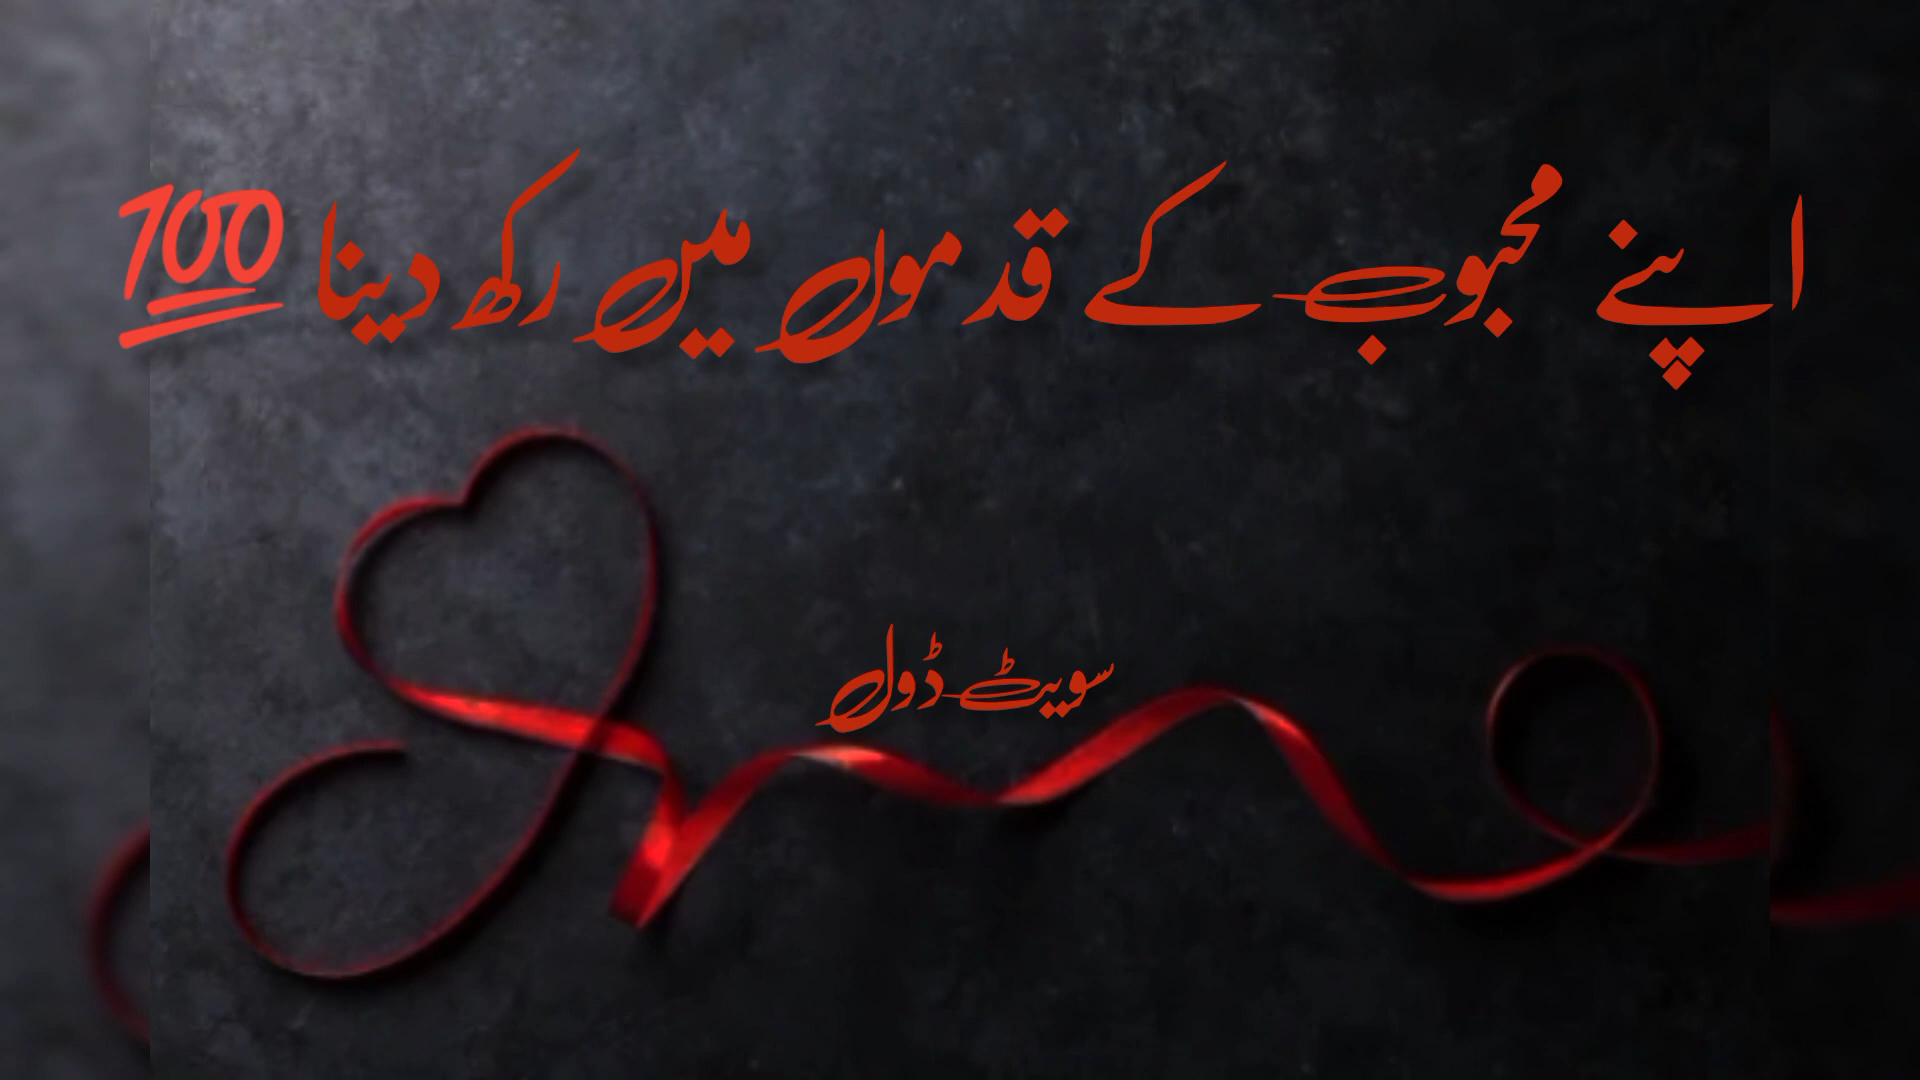 اپنے محبوب کے قدموں میں رکھ دینا 💯
سویٹ ڈول